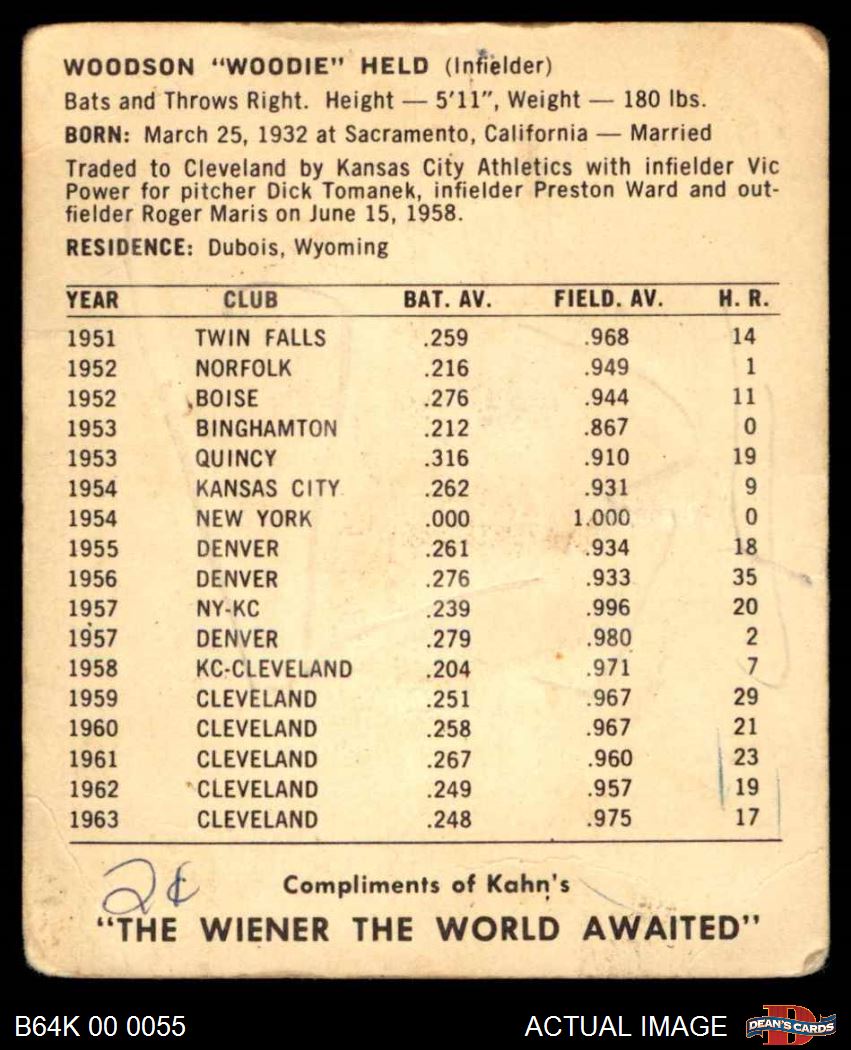 WOODSON "WOODIE" HELD (Infielder)
Bats and Throws Right. Height — 5'11", Weight — 180 lbs.
BORN: March 25, 1932 at Sacramento, California — Married
Traded to Cleveland by Kansas City Athletics with infielder Vic
Power for pitcher Dick Tomanek, infielder Preston Ward and out-
fielder Roger Maris on June 15, 1958.
RESIDENCE: Dubois, Wyoming
YEAR CLUB BAT. AV. FIELD. AV. H. R.
1951 TWIN FALLS .259 .968 14
1952 NORFOLK .216 .949 1
1952 BOISE .276 .944 11
1953 BINGHAMTON .212 .867 0
1953 QUINCY .316 .910 19
1954 KANSAS CITY .262 .931 9
1954 NEW YORK .000 1.000 0
1955 DENVER .261 .934 18
1956 DENVER .276 .933 35
1957 NY-KC .239 .996 20
1957 DENVER .279 .980 2
1958 KC-CLEVELAND .204 .971 7
1959 CLEVELAND .251 .967 29
1960 CLEVELAND .258 .967 21
1961 CLEVELAND .267 .960 23
1962 CLEVELAND .249 .957 19
1963 CLEVELAND .248 .975 17
2¢
Compliments of Kahn's
"THE WIENER THE WORLD AWAITED"
B64K 00 0055 ACTUAL IMAGE DEAN'S CARDS